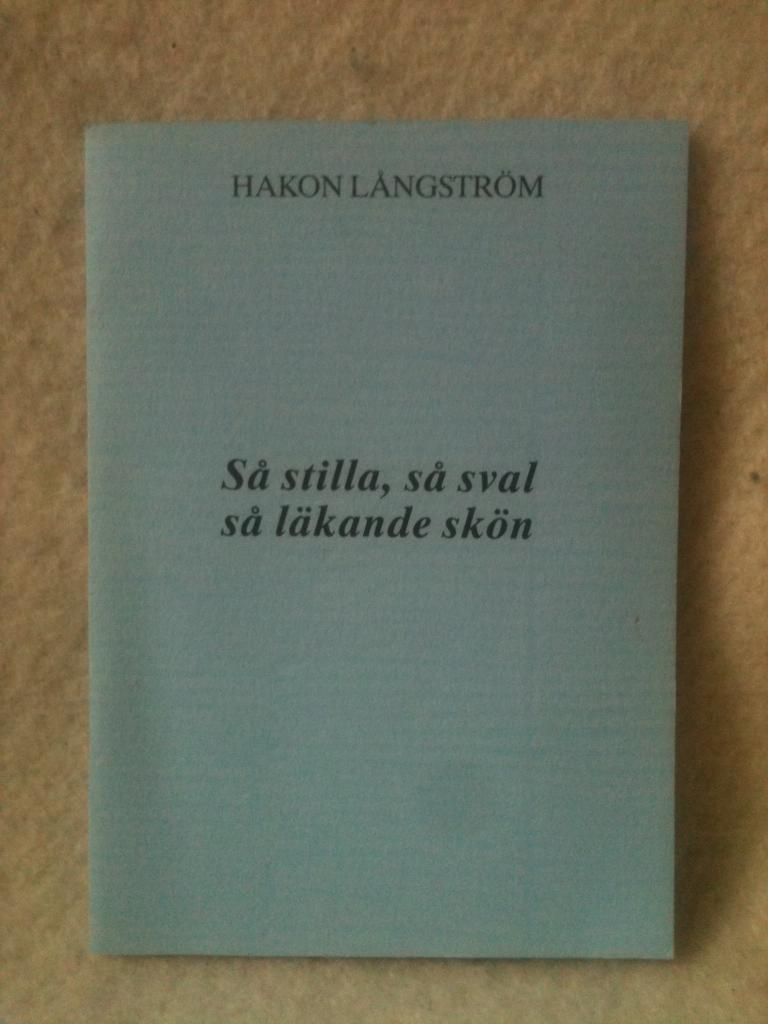 HAKON LÅNGSTRÖM
Så stilla, så sval
så läkande skön